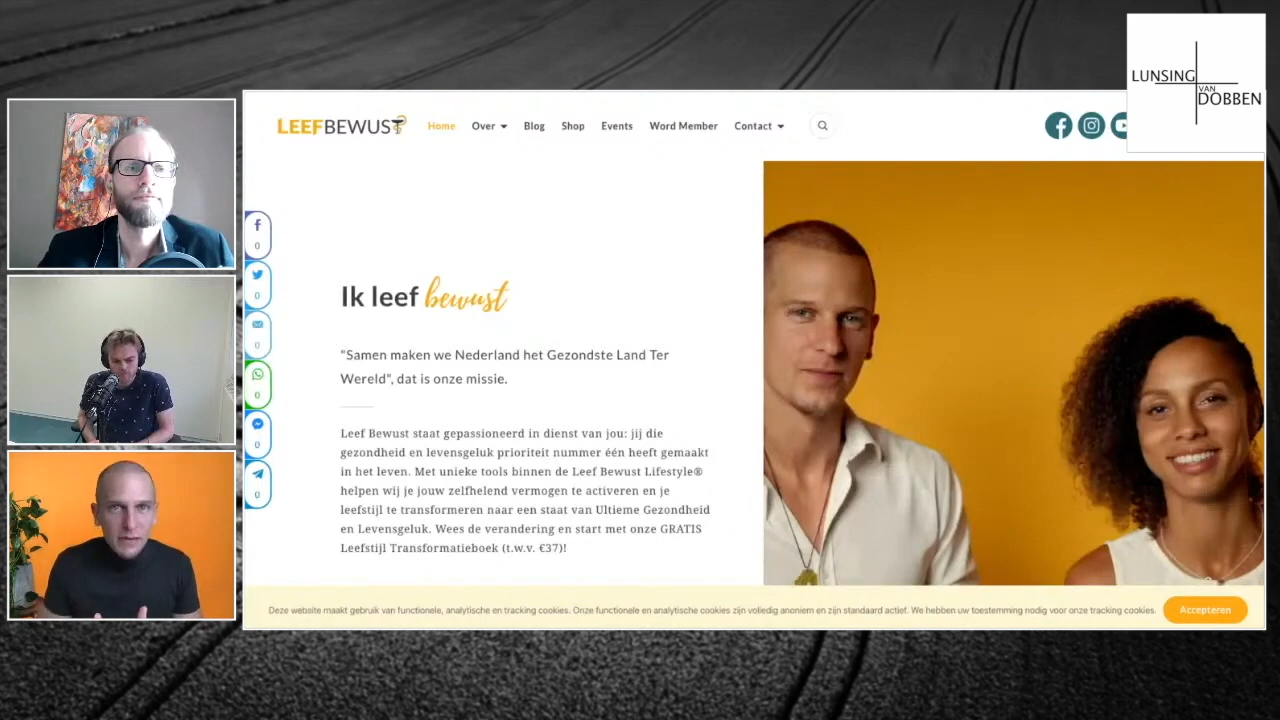 LUNSING
VAN
DOBBEN
LEEFBEWUST
Home Over Blog Shop Events Word Member Contact
0
0
0
0
0
0
Ik leef bewust
"Samen maken we Nederland het Gezondste Land Ter
Wereld", dat is onze missie.
Leef Bewust staat gepassioneerd in dienst van jou: jij die
gezondheid en levensgeluk prioriteit nummer één heeft gemaakt
in het leven. Met unieke tools binnen de Leef Bewust Lifestyle®
helpen wij je jouw zelfhelend vermogen te activeren en je
leefstijl te transformeren naar een staat van Ultieme Gezondheid
en Levensgeluk. Wees de verandering en start met onze GRATIS
Leefstijl Transformatieboek (t.w.v. €37)!
Deze website maakt gebruik van functionele, analytische en tracking cookies. Onze functionele en analytische cookies zijn volledig anoniem en zijn standaard actief. We hebben uw toestemming nodig voor onze tracking cookies. Accepteren